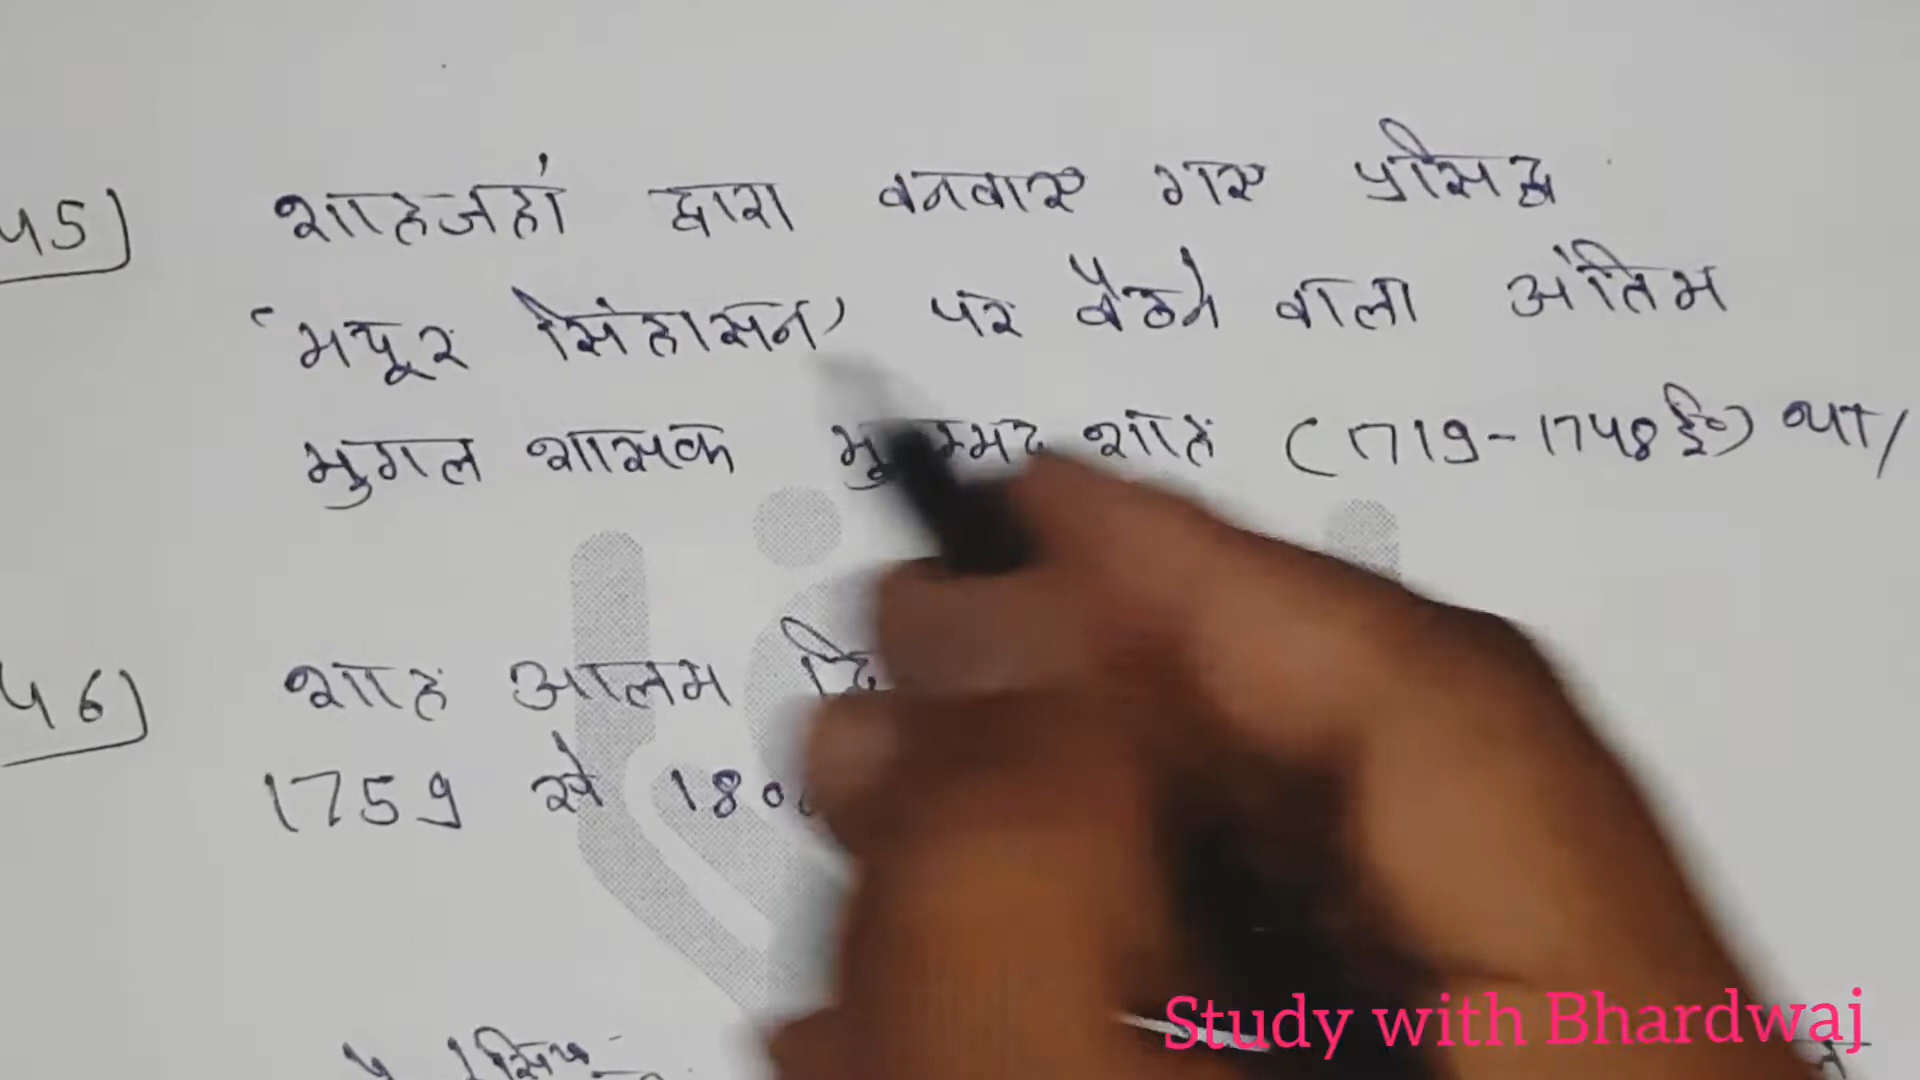 45) शाहजहां द्वारा बनवाए गए प्रसिद्ध
'मयूर सिंहासन' पर बैठने वाला अंतिम
मुगल शासक मुहम्मद शाह (1719-1748 ई०) था/
46) शाह आलम
1759 से
Study with Bhardwaj